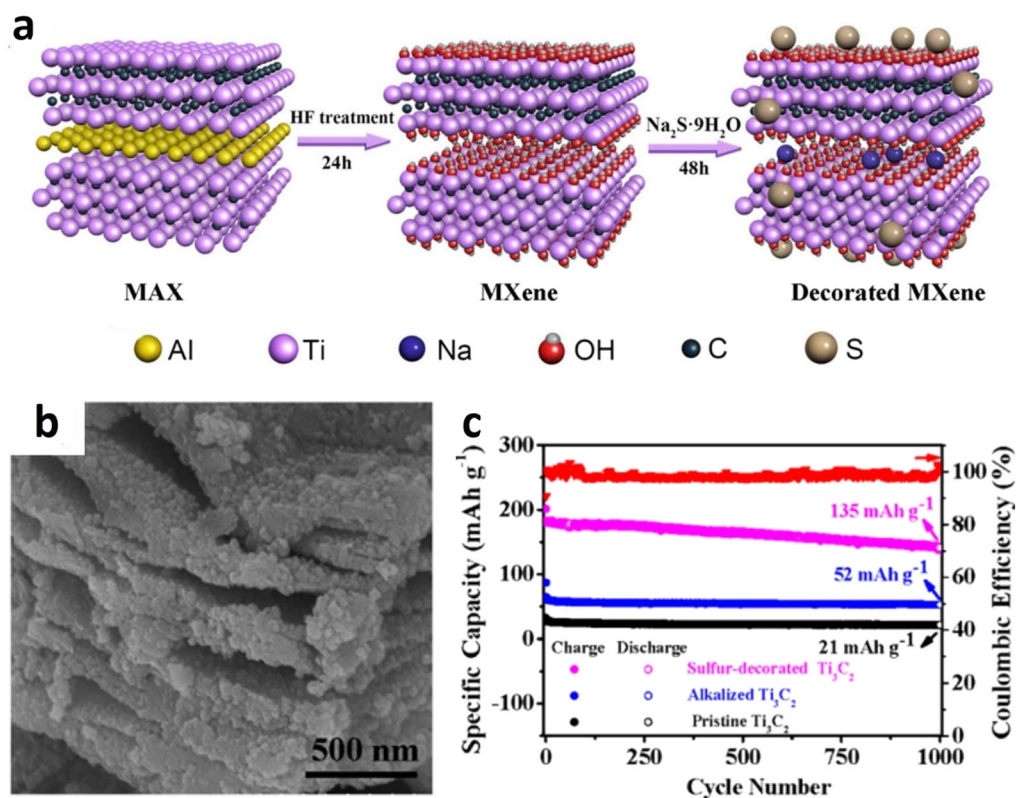 a
HF treatment
24h
Na₂S·9H₂O
48h
MAX
MXene
Decorated MXene
Al
Ti
Na
OH
C
S
b
500 nm
c
Specific Capacity (mAh g⁻¹)
300
250
200
150
100
50
0
-100
135 mAh g⁻¹
52 mAh g⁻¹
21 mAh g⁻¹
Charge Discharge
Sulfur-decorated Ti₃C₂
Alkalized Ti₃C₂
Pristine Ti₃C₂
100
80
60
40
20
0
Coulombic Efficiency (%)
0 250 500 750 1000
Cycle Number